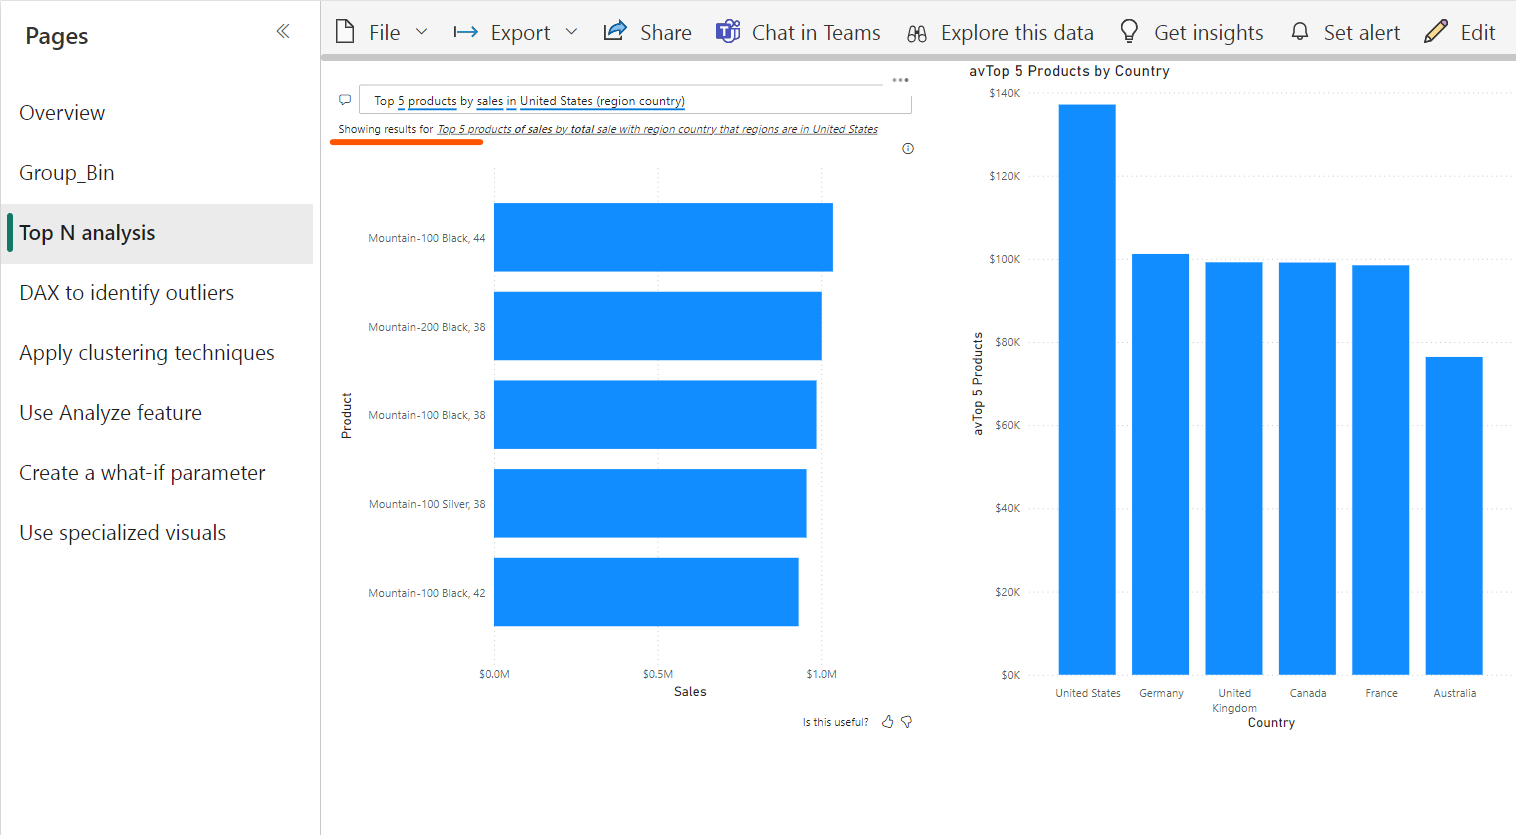 Pages
Overview
Group_Bin
Top N analysis
DAX to identify outliers
Apply clustering techniques
Use Analyze feature
Create a what-if parameter
Use specialized visuals
File
Export
Share
Chat in Teams
Explore this data
Get insights
Set alert
Edit
Top 5 products by sales in United States (region country)
Showing results for Top 5 products of sales by total sale with region country that regions are in United States
Product
Mountain-100 Black, 44
Mountain-200 Black, 38
Mountain-100 Black, 38
Mountain-100 Silver, 38
Mountain-100 Black, 42
$0.0M
$0.5M
$1.0M
Sales
Is this useful?
avTop 5 Products by Country
avTop 5 Products
$140K
$120K
$100K
$80K
$60K
$40K
$20K
$0K
United States
Germany
United
Kingdom
Canada
France
Australia
Country